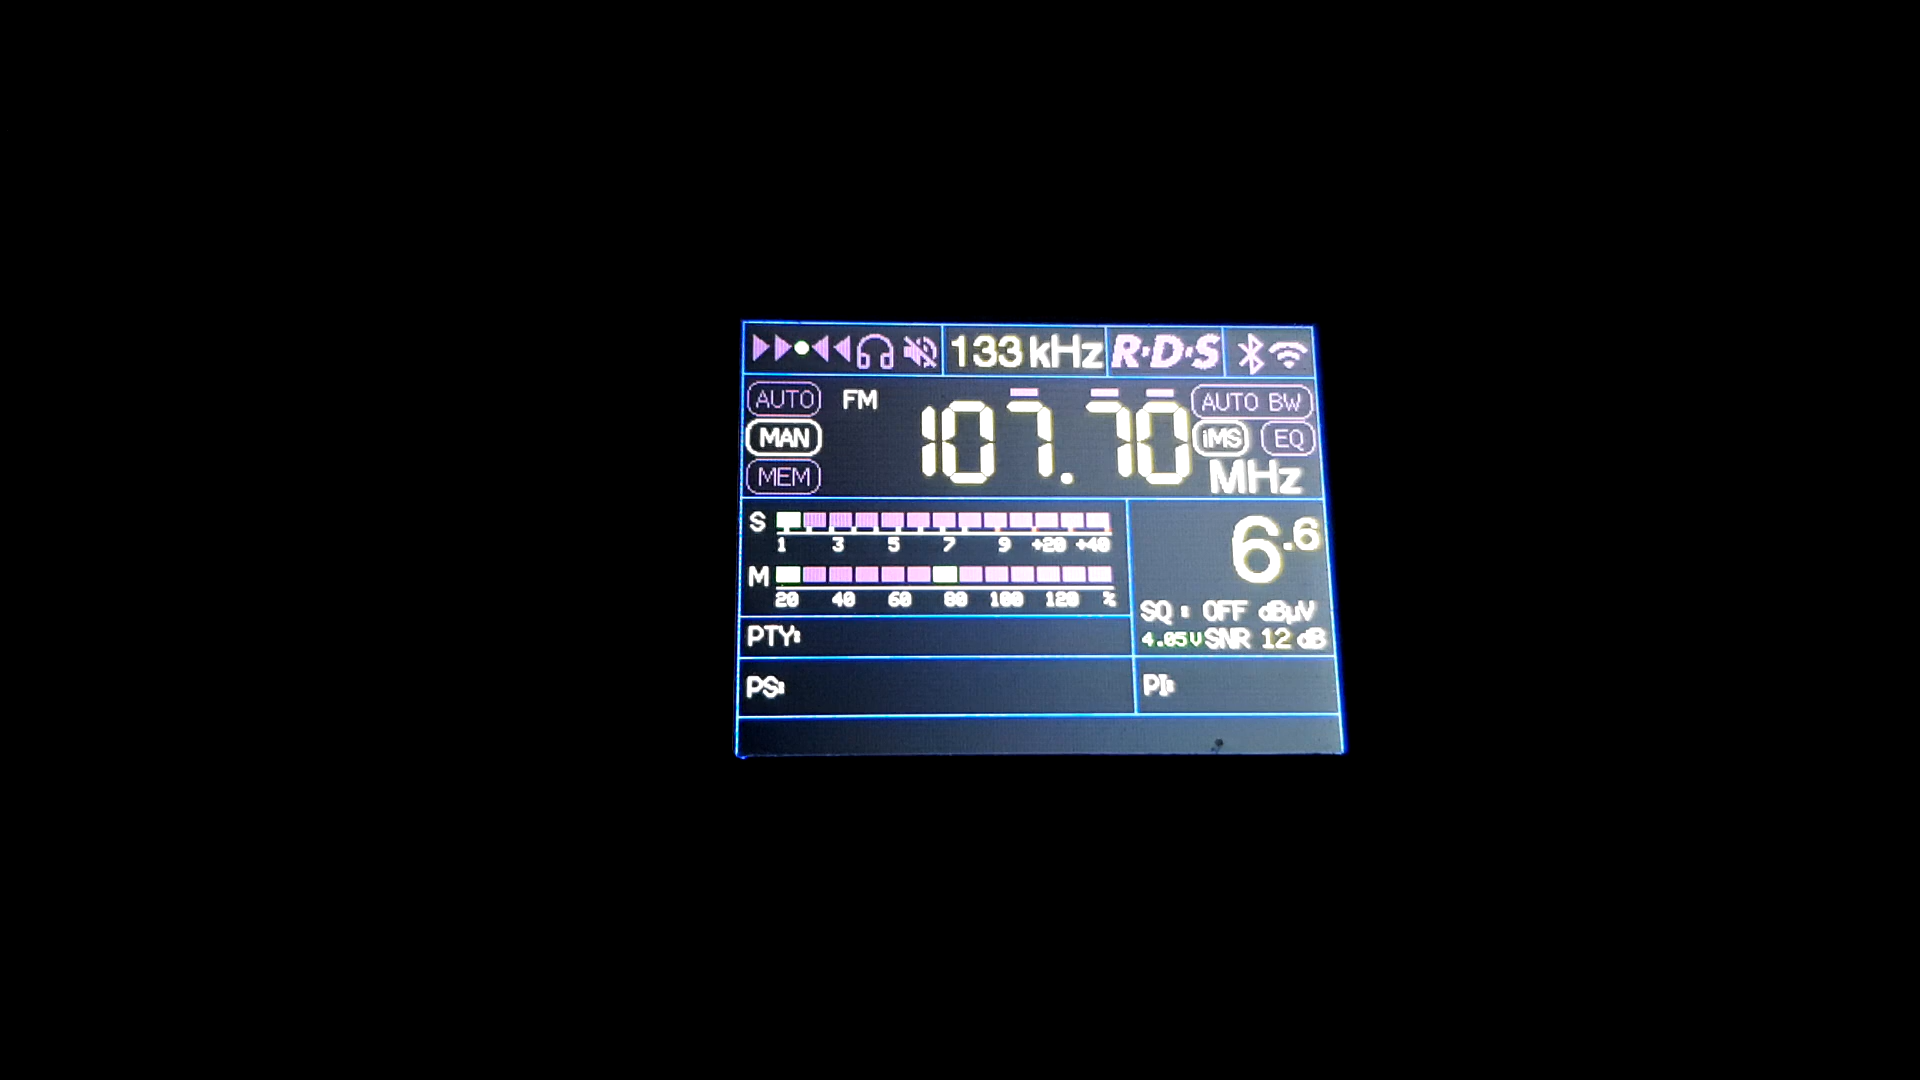 133 kHz R·D·S
AUTO FM 107.70 AUTO BW
MAN iMS EQ
MEM MHz
S
1 3 5 7 9 +20 +40
6.6
M
20 40 60 80 100 120 %
SQ : OFF dBµV
PTY: 4.05V SNR 12 dB
PS: PI: